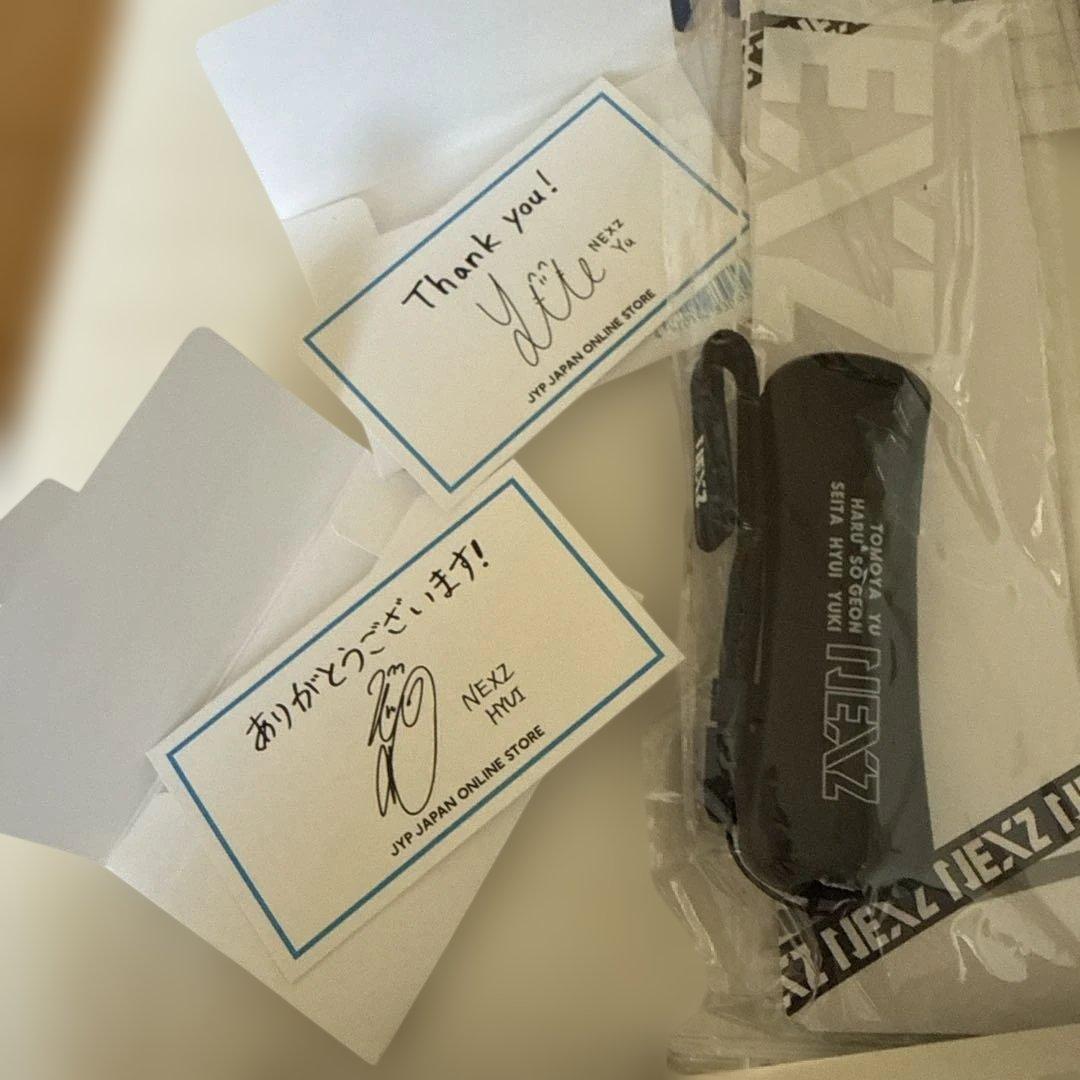 Thank you!
NEXZ
Yu
JYP JAPAN ONLINE STORE
ありがとうございます!
NEXZ
HYUI
JYP JAPAN ONLINE STORE
NEXZ
NEXZ
TOMOYA YU
HARU SO GEON
SEITA HYUI YUKI
NEXZ
NEXZ NEXZ